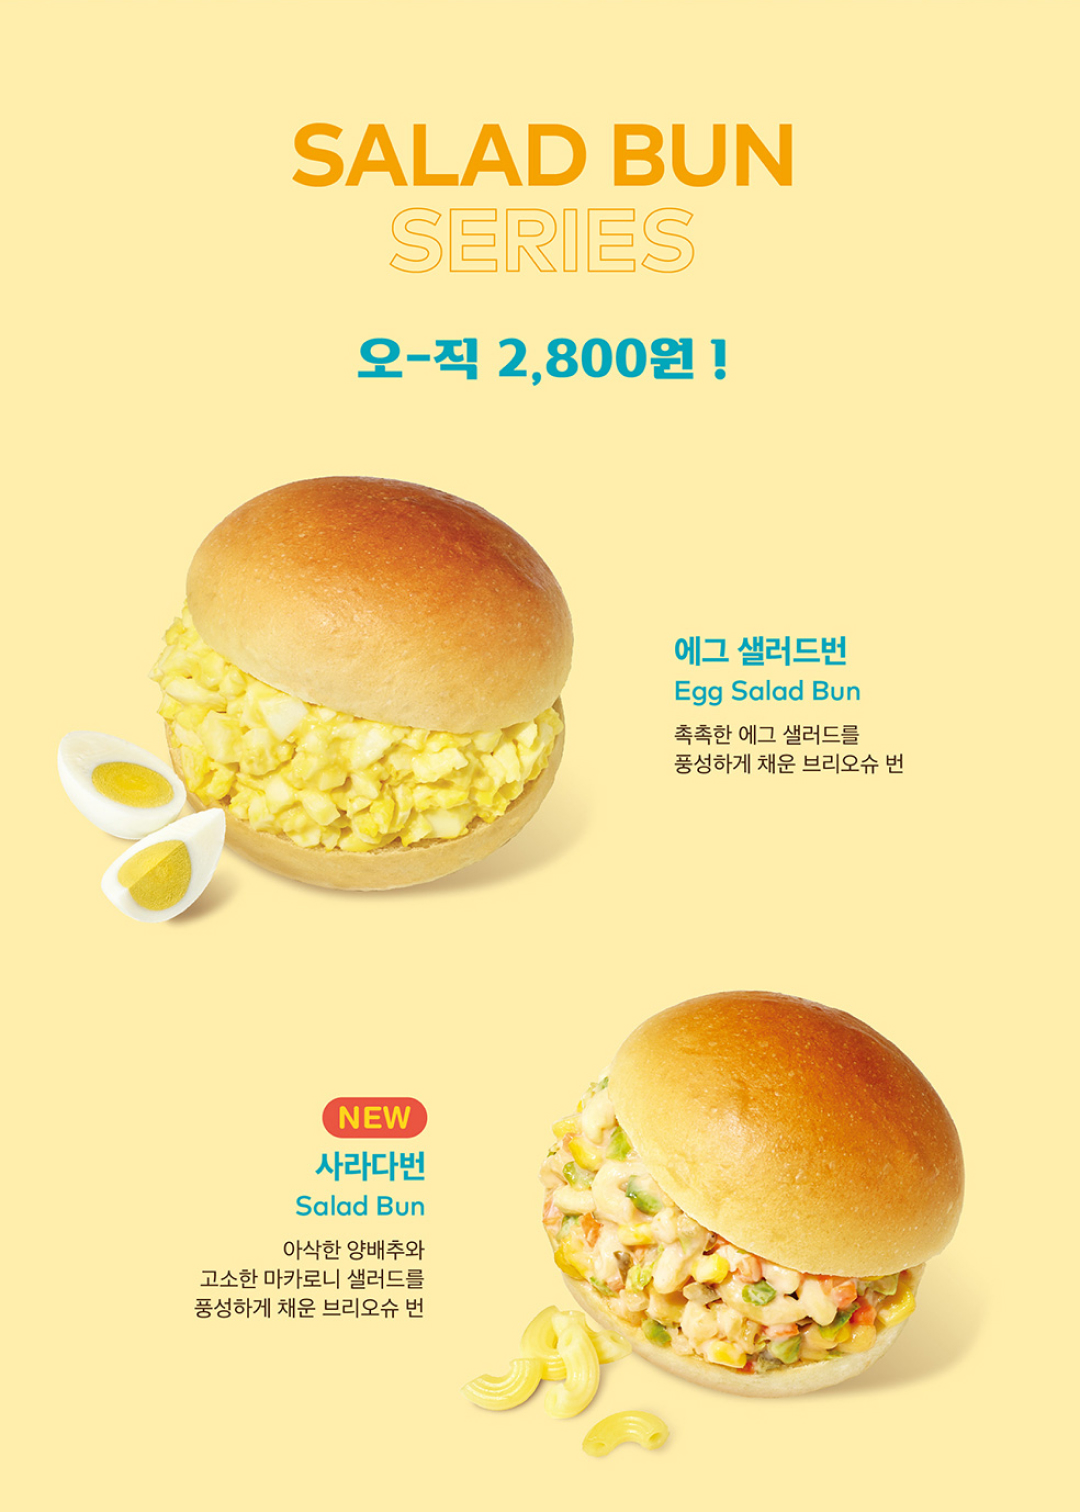 SALAD BUN
SERIES
오-직 2,800원 !
에그 샐러드번
Egg Salad Bun
촉촉한 에그 샐러드를
풍성하게 채운 브리오슈 번
NEW
사라다번
Salad Bun
아삭한 양배추와
고소한 마카로니 샐러드를
풍성하게 채운 브리오슈 번